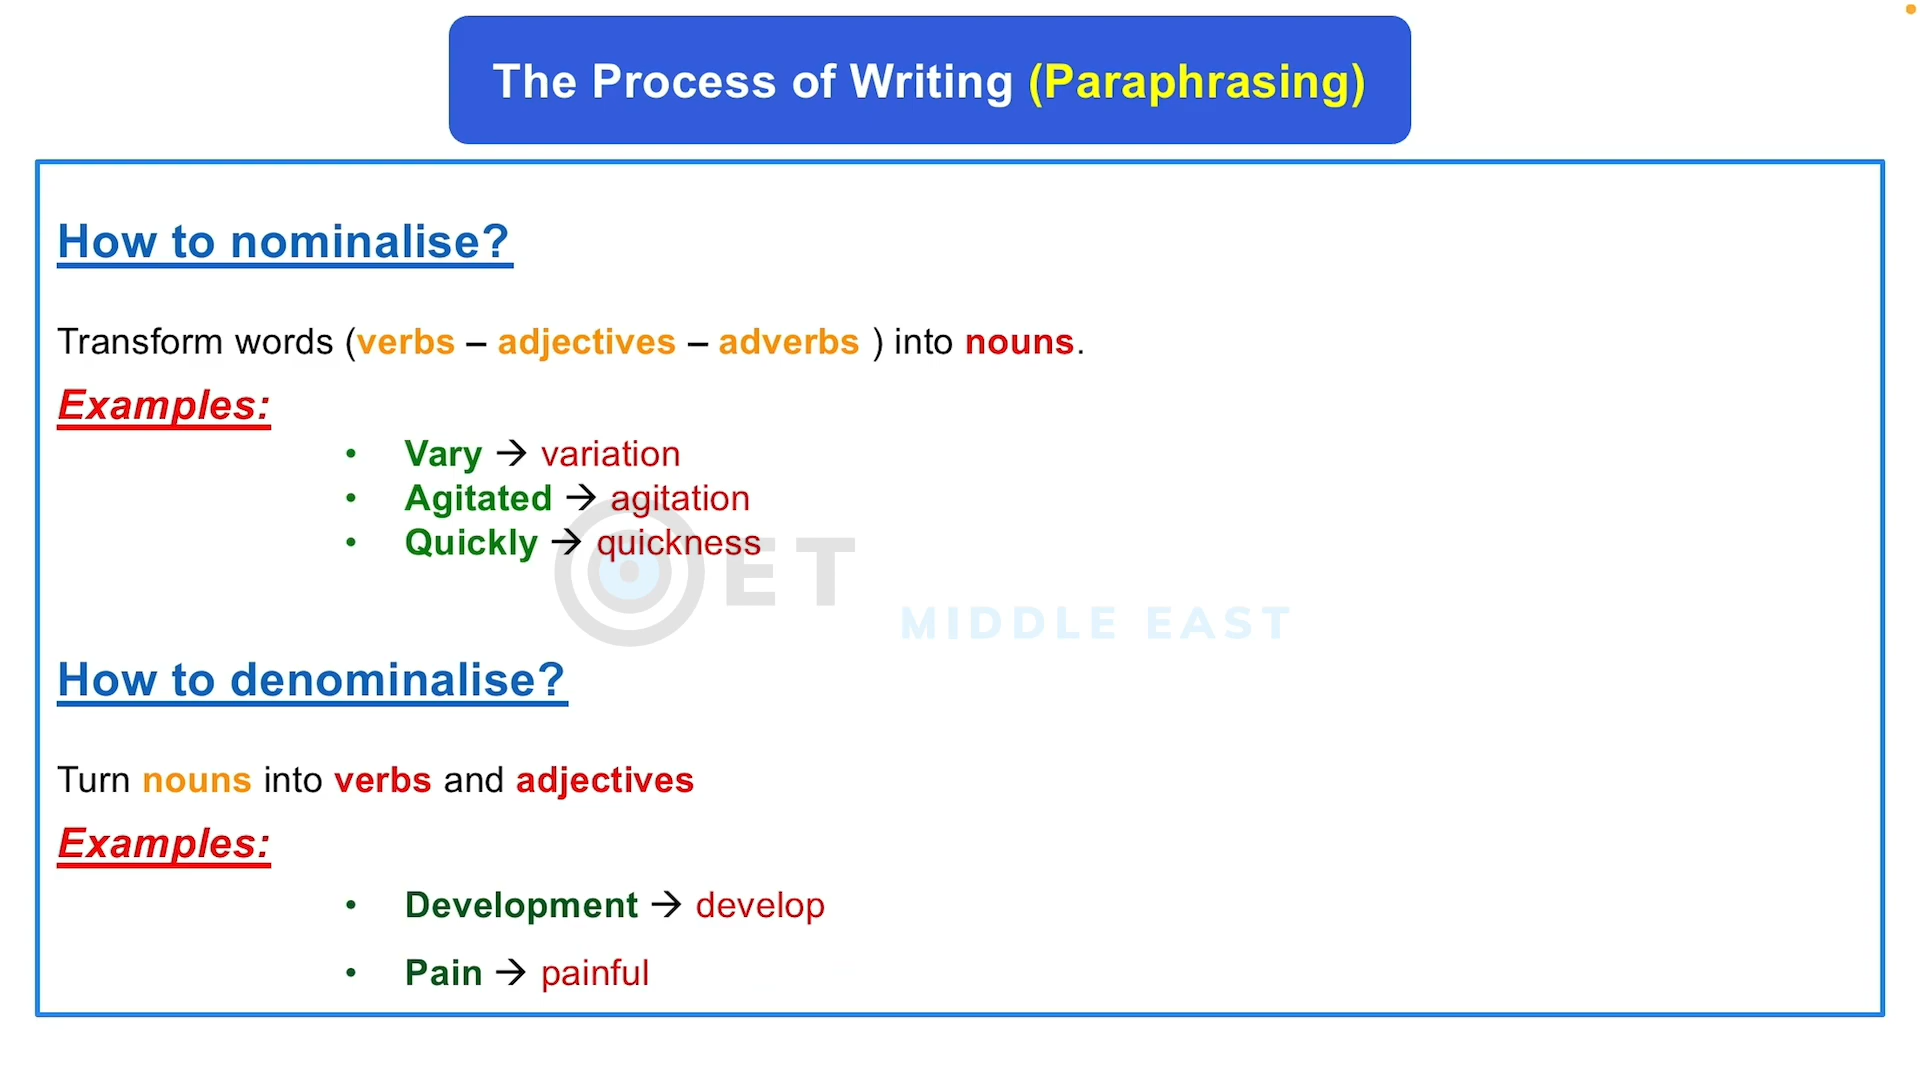 The Process of Writing (Paraphrasing)
How to nominalise?
Transform words (verbs – adjectives – adverbs ) into nouns.
Examples:
• Vary → variation
• Agitated → agitation
• Quickly → quickness
OET
MIDDLE EAST
How to denominalise?
Turn nouns into verbs and adjectives
Examples:
• Development → develop
• Pain → painful